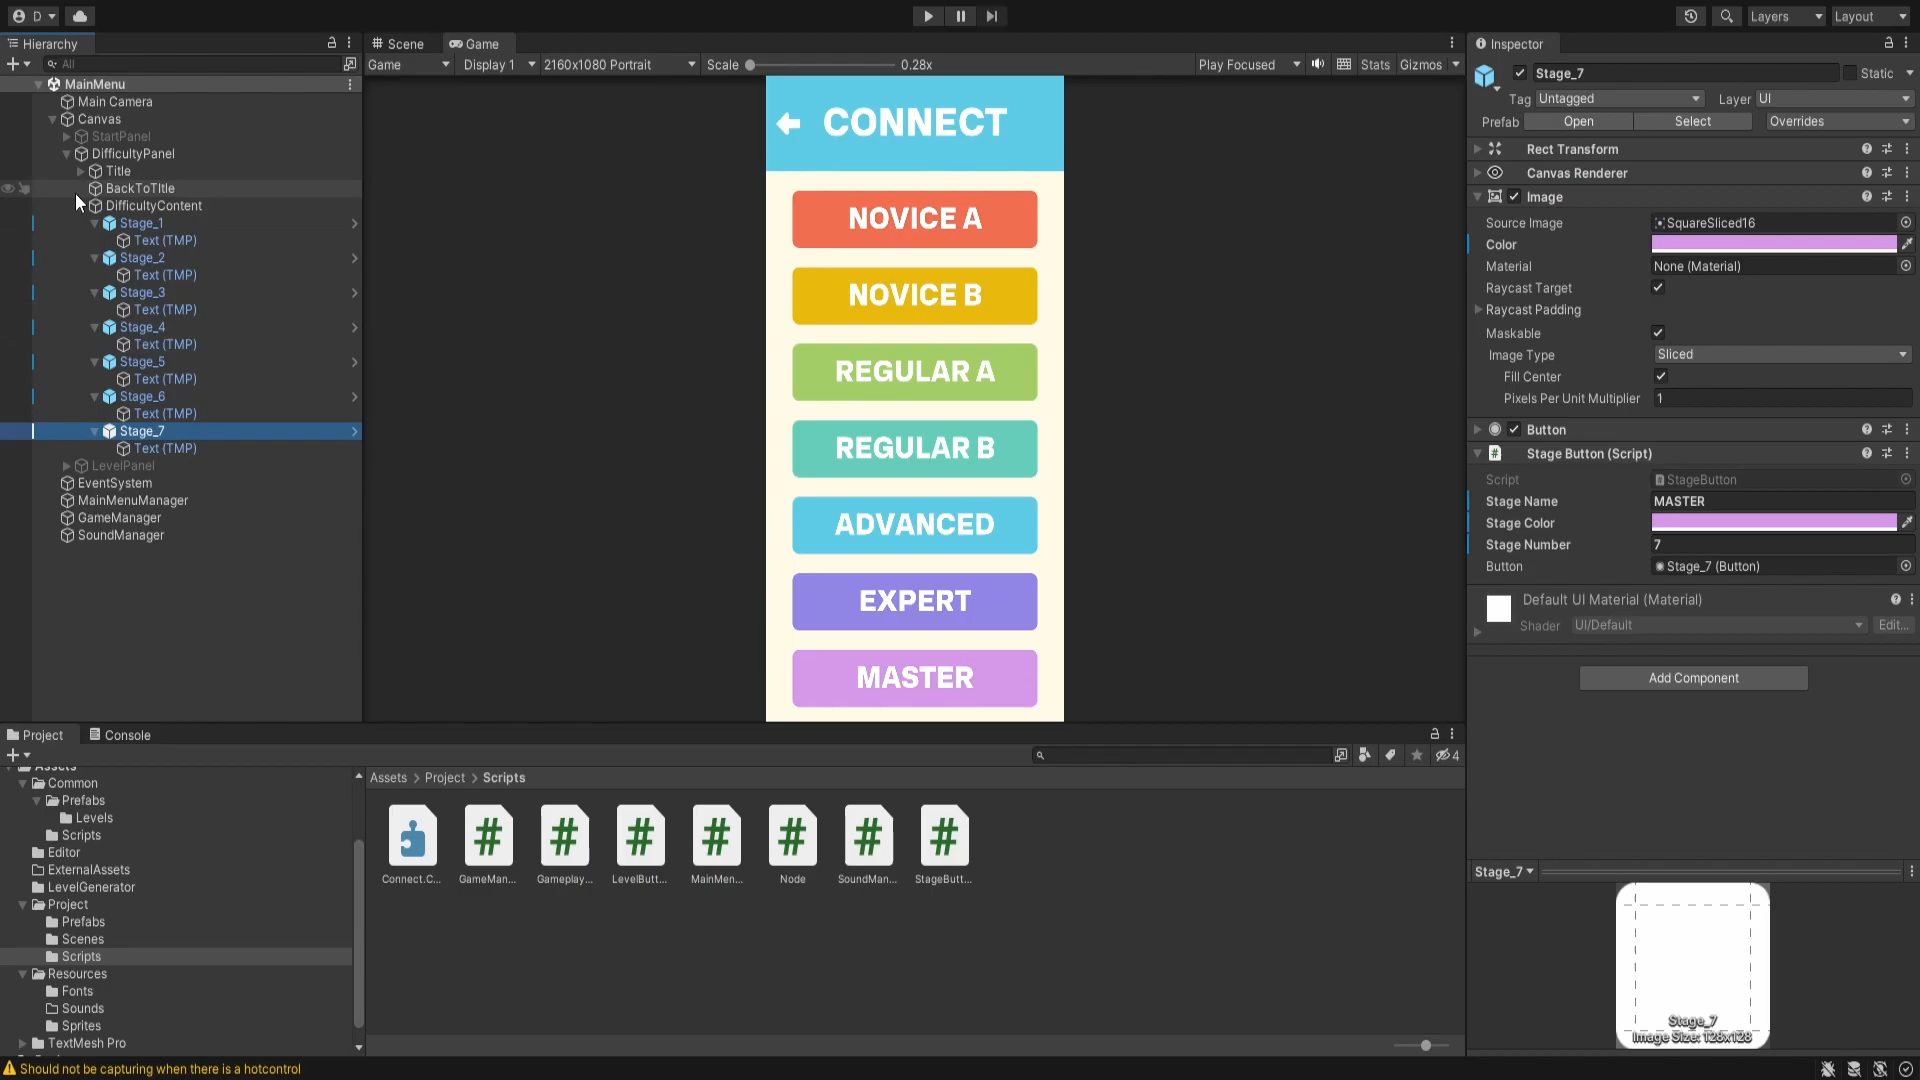 D
Layers
Layout
Hierarchy
All
MainMenu
Main Camera
Canvas
StartPanel
DifficultyPanel
Title
BackToTItle
DifficultyContent
Stage_1
Text (TMP)
Stage_2
Text (TMP)
Stage_3
Text (TMP)
Stage_4
Text (TMP)
Stage_5
Text (TMP)
Stage_6
Text (TMP)
Stage_7
Text (TMP)
LevelPanel
EventSystem
MainMenuManager
GameManager
SoundManager
Scene
Game
Game
Display 1
2160x1080 Portrait
Scale
0.28x
Play Focused
Stats
Gizmos
CONNECT
NOVICE A
NOVICE B
REGULAR A
REGULAR B
ADVANCED
EXPERT
MASTER
Inspector
Stage_7
Static
Tag
Untagged
Layer
UI
Prefab
Open
Select
Overrides
Rect Transform
Canvas Renderer
Image
Source Image
SquareSliced16
Color
Material
None (Material)
Raycast Target
Raycast Padding
Maskable
Image Type
Sliced
Fill Center
Pixels Per Unit Multiplier
1
Button
Stage Button (Script)
Script
StageButton
Stage Name
MASTER
Stage Color
Stage Number
7
Button
Stage_7 (Button)
Default UI Material (Material)
Shader
UI/Default
Edit...
Add Component
Stage_7
Stage_7
Image Size: 128x128
Project
Console
4
Assets
Common
Prefabs
Levels
Scripts
Editor
ExternalAssets
LevelGenerator
Project
Prefabs
Scenes
Scripts
Resources
Fonts
Sounds
Sprites
TextMesh Pro
Assets > Project > Scripts
Connect.C...
GameMan...
Gameplay...
LevelButt...
MainMen...
Node
SoundMan...
StageButt...
Should not be capturing when there is a hotcontrol